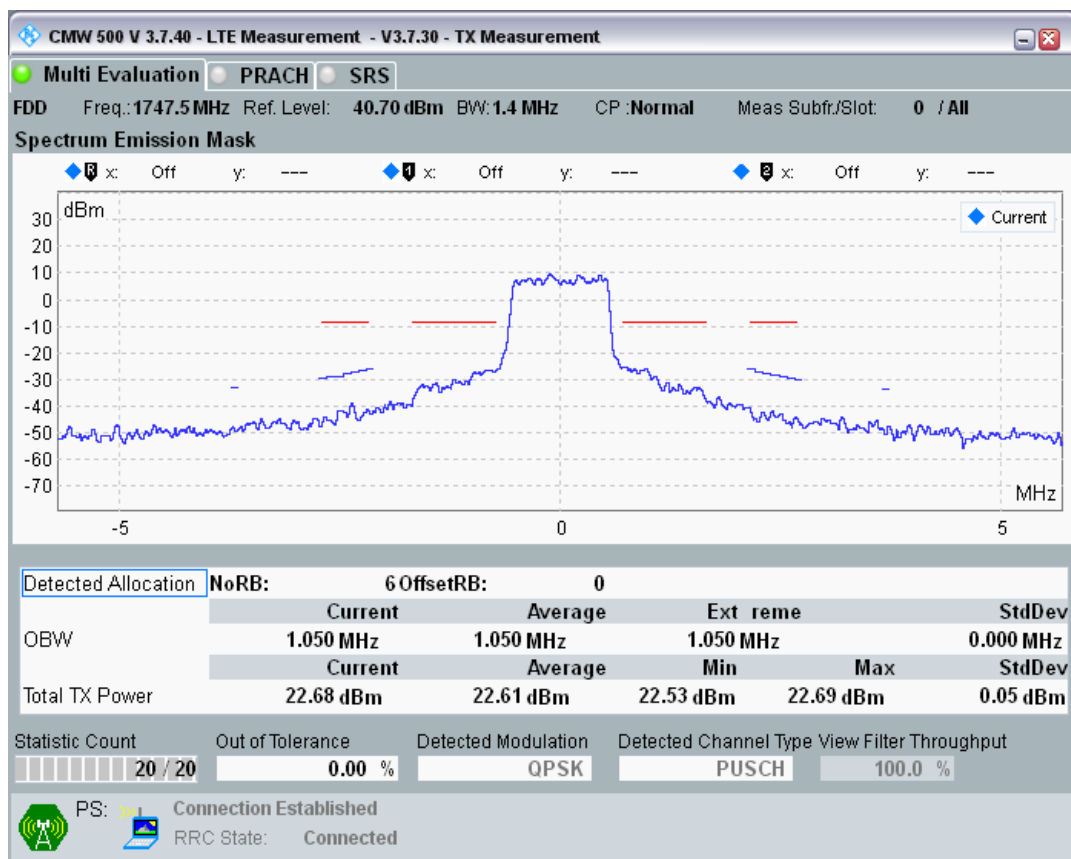 CMW 500 V 3.7.40 - LTE Measurement - V3.7.30 - TX Measurement
Multi Evaluation PRACH SRS
FDD Freq.: 1747.5 MHz Ref. Level: 40.70 dBm BW: 1.4 MHz CP :Normal Meas Subfr./Slot: 0 / All
Spectrum Emission Mask
R x: Off y: --- 1 x: Off y: --- 2 x: Off y: ---
dBm
Current
30
20
10
0
-10
-20
-30
-40
-50
-60
-70
MHz
-5 0 5
Detected Allocation NoRB: 6 OffsetRB: 0
Current Average Ext reme StdDev
OBW 1.050 MHz 1.050 MHz 1.050 MHz 0.000 MHz
Current Average Min Max StdDev
Total TX Power 22.68 dBm 22.61 dBm 22.53 dBm 22.69 dBm 0.05 dBm
Statistic Count Out of Tolerance Detected Modulation Detected Channel Type View Filter Throughput
20 / 20 0.00 % QPSK PUSCH 100.0 %
PS: Connection Established
RRC State: Connected